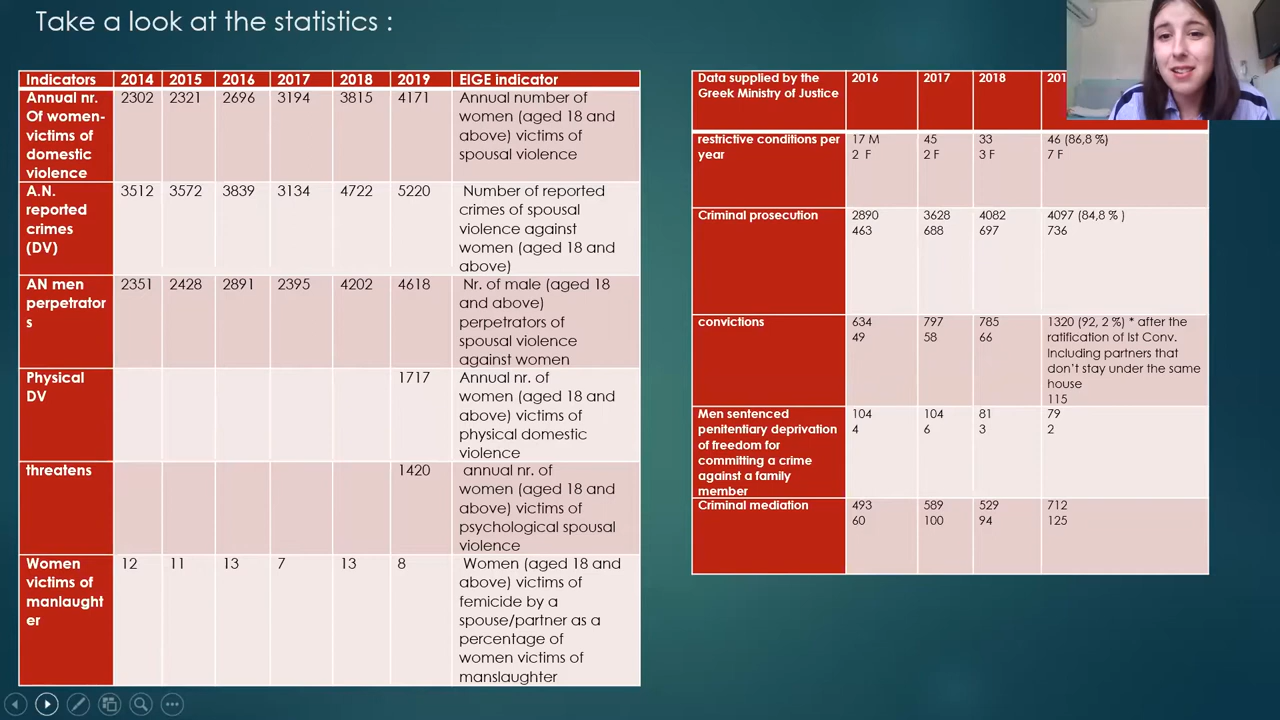 Take a look at the statistics :
Indicators 2014 2015 2016 2017 2018 2019 EIGE indicator
Annual nr. 2302 2321 2696 3194 3815 4171 Annual number of
Of women- women (aged 18 and
victims of above) victims of
domestic spousal violence
violence
A.N. 3512 3572 3839 3134 4722 5220 Number of reported
reported crimes of spousal
crimes violence against
(DV) women (aged 18 and
above)
AN men 2351 2428 2891 2395 4202 4618 Nr. of male (aged 18
perpetrator and above)
s perpetrators of
spousal violence
against women
Physical 1717 Annual nr. of
DV women (aged 18 and
above) victims of
physical domestic
violence
threatens 1420 annual nr. of
women (aged 18 and
above) victims of
psychological spousal
violence
Women 12 11 13 7 13 8 Women (aged 18 and
victims of above) victims of
manlaught femicide by a
er spouse/partner as a
percentage of
women victims of
manslaughter
Data supplied by the 2016 2017 2018
Greek Ministry of Justice
restrictive conditions per 17 M 45 33 46 (86,8 %)
year 2 F 2 F 3 F 7 F
Criminal prosecution 2890 3628 4082 4097 (84,8 % )
463 688 697 736
convictions 634 797 785 1320 (92, 2 %) * after the
49 58 66 ratification of Ist Conv.
Including partners that
don't stay under the same
house
115
Men sentenced 104 104 81 79
penitentiary deprivation 4 6 3 2
of freedom for
committing a crime
against a family
member
Criminal mediation 493 589 529 712
60 100 94 125